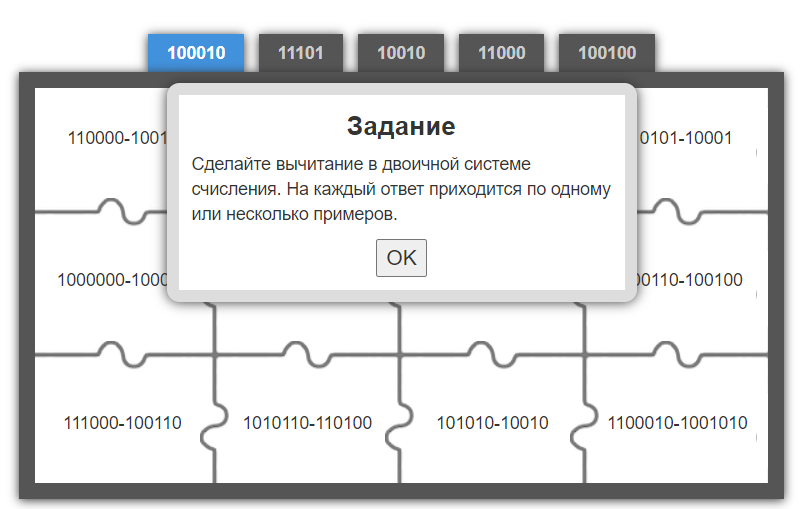 100010 11101 10010 11000 100100
Задание
Сделайте вычитание в двоичной системе
счисления. На каждый ответ приходится по одному
или несколько примеров.
OK
111000-100110 1010110-110100 101010-10010 1100010-1001010